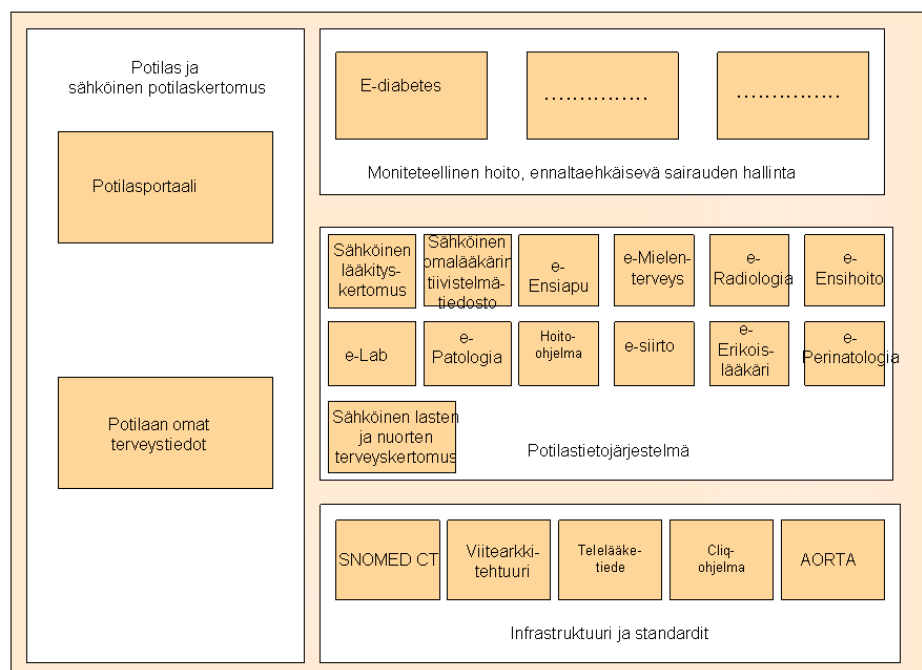 Potilas ja
sähköinen potilaskertomus
Potilasportaali
Potilaan omat
terveystiedot
E-diabetes
...............
...............
Moniteteellinen hoito, ennaltaehkäisevä sairauden hallinta
Sähköinen
lääkitys-
kertomus
Sähköinen
omalääkärin
tiivistelmä-
tiedosto
e-
Ensiapu
e-Mielen-
terveys
e-
Radiologia
e-
Ensihoito
e-Lab
e-
Patologia
Hoito-
ohjelma
e-siirto
e-
Erikois-
lääkäri
e-
Perinatologia
Sähköinen lasten
ja nuorten
terveyskertomus
Potilastietojärjestelmä
SNOMED CT
Viitearkki-
tehtuuri
Telelääke-
tiede
Cliq-
ohjelma
AORTA
Infrastruktuuri ja standardit